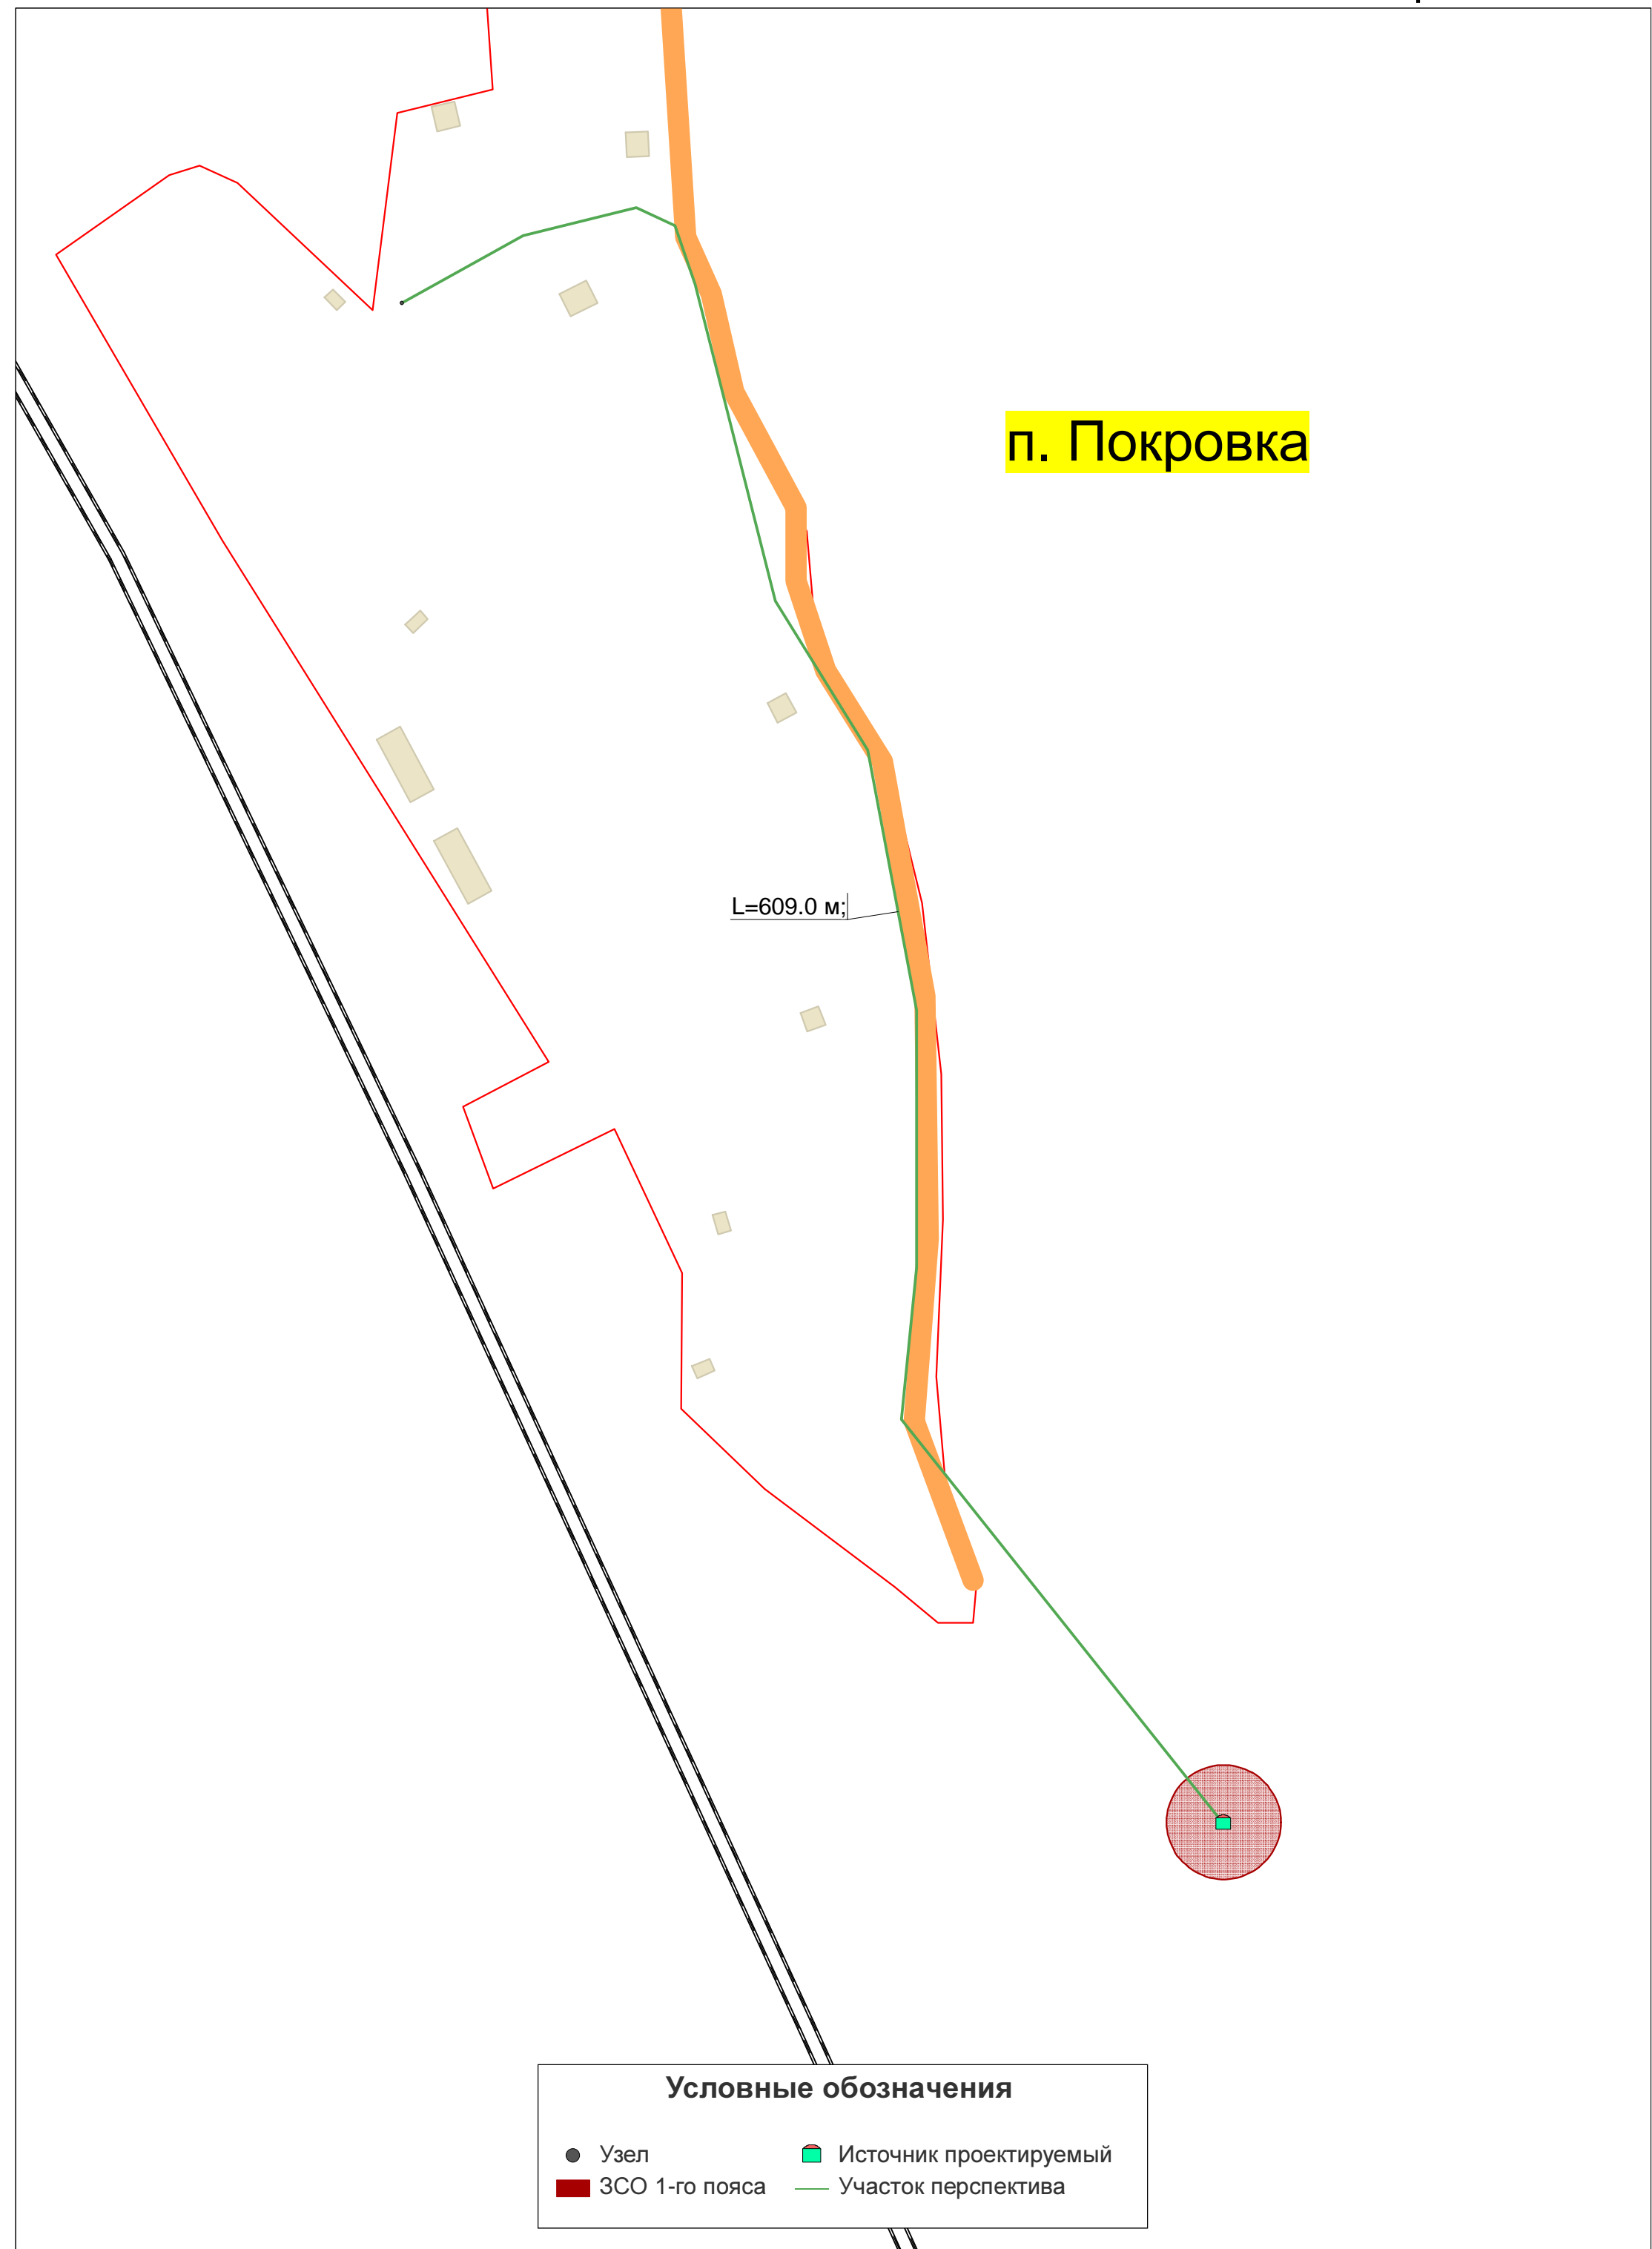 п. Покровка
L=609.0 м;
Условные обозначения
Узел
Источник проектируемый
ЗСО 1-го пояса
Участок перспектива